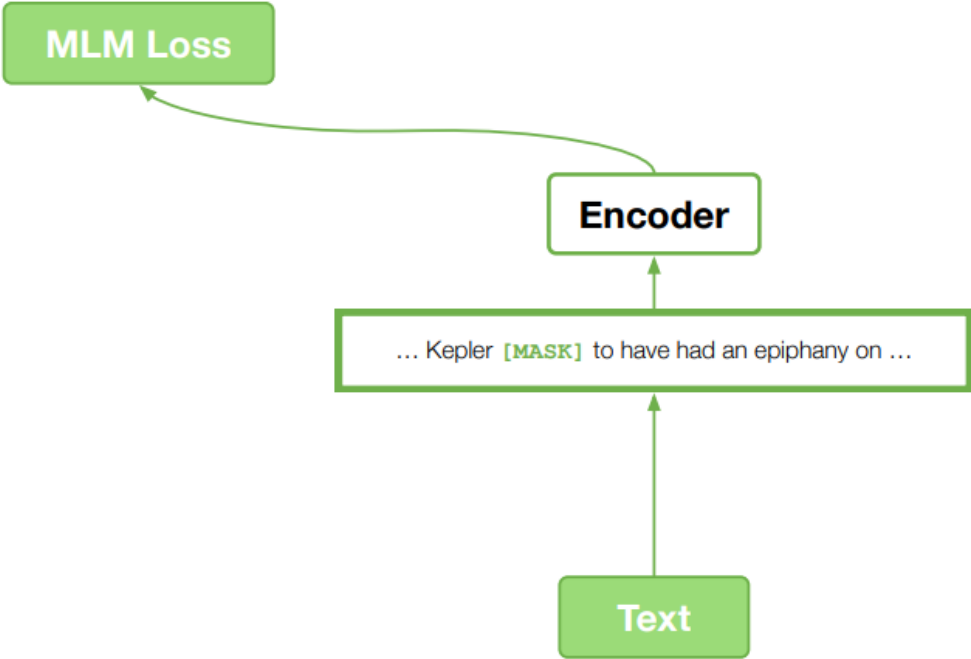 MLM Loss
Encoder
… Kepler [MASK] to have had an epiphany on …
Text